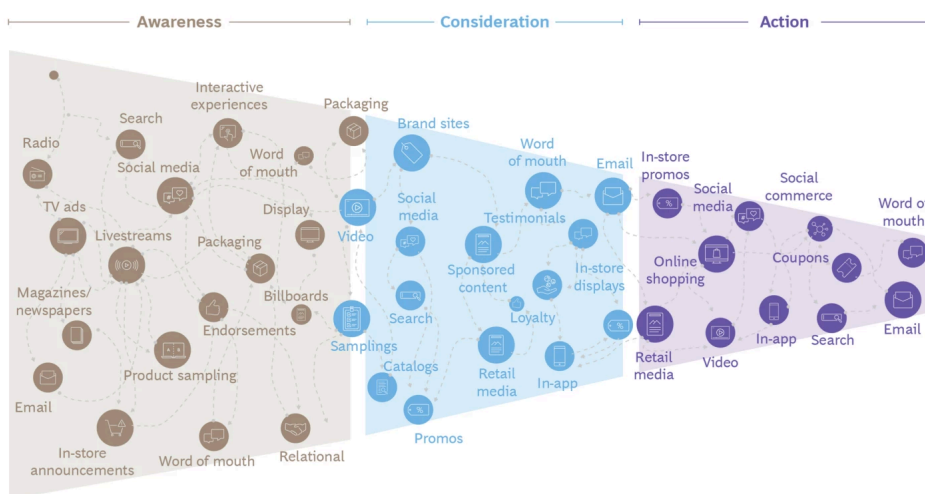 Awareness
Consideration
Action
Interactive
experiences
Packaging
Search
Radio
Social media
Word
of mouth
TV ads
Livestreams
Packaging
Display
Magazines/
newspapers
Billboards
Endorsements
Product sampling
Email
In-store
announcements
Word of mouth
Relational
Brand sites
Word
of mouth
Email
Social
media
Video
Testimonials
Sponsored
content
In-store
displays
Search
Loyalty
Samplings
Catalogs
Retail
media
In-app
Promos
In-store
promos
Social
commerce
Social
media
Word of
mouth
Online
shopping
Coupons
Retail
media
Video
In-app
Search
Email